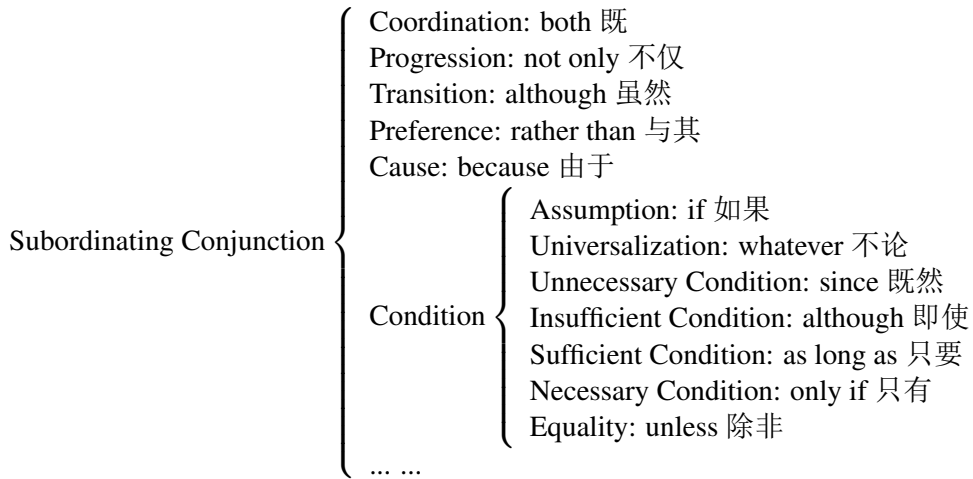 Coordination: both 既
Progression: not only 不仅
Transition: although 虽然
Preference: rather than 与其
Cause: because 由于
Subordinating Conjunction
Condition
Assumption: if 如果
Universalization: whatever 不论
Unnecessary Condition: since 既然
Insufficient Condition: although 即使
Sufficient Condition: as long as 只要
Necessary Condition: only if 只有
Equality: unless 除非
... ...